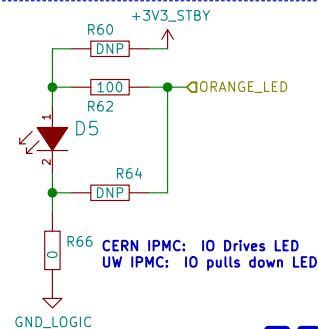 +3V3_STBY
R60
DNP
100
ORANGE_LED
R62
1
D5
2
R64
DNP
R66
0
CERN IPMC:  IO Drives LED
UW IPMC:  IO pulls down LED
GND_LOGIC